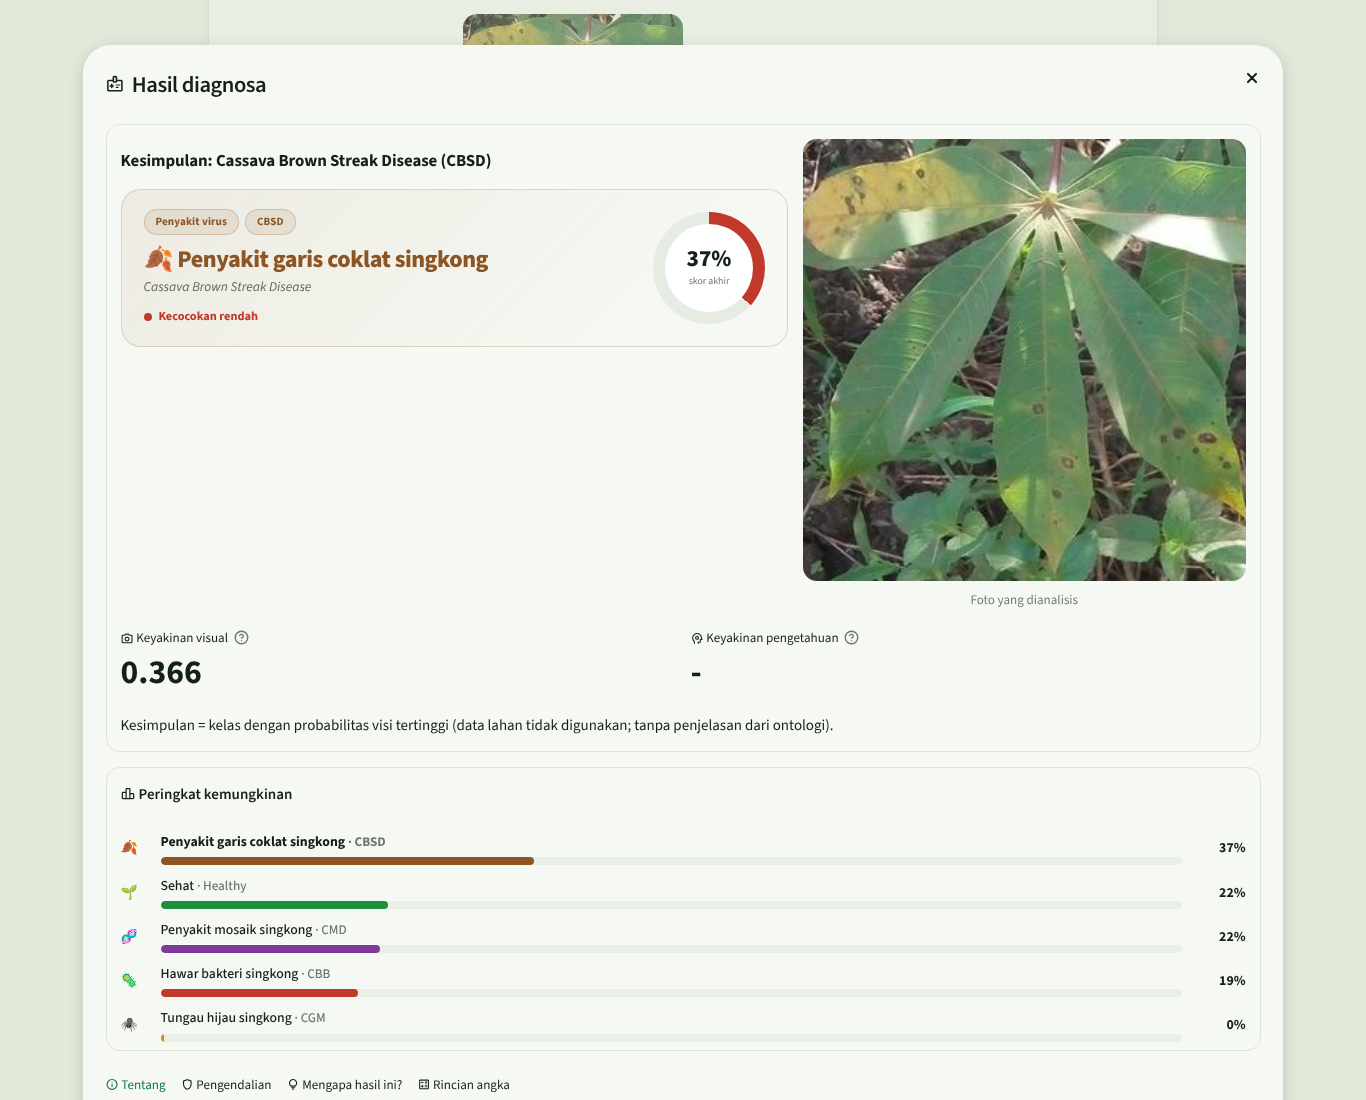 Hasil diagnosa
Kesimpulan: Cassava Brown Streak Disease (CBSD)
Penyakit virus
CBSD
Penyakit garis coklat singkong
Cassava Brown Streak Disease
Kecocokan rendah
37%
skor akhir
Foto yang dianalisis
Keyakinan visual
0.366
Keyakinan pengetahuan
-
Kesimpulan = kelas dengan probabilitas visi tertinggi (data lahan tidak digunakan; tanpa penjelasan dari ontologi).
Peringkat kemungkinan
Penyakit garis coklat singkong · CBSD 37%
Sehat · Healthy 22%
Penyakit mosaik singkong · CMD 22%
Hawar bakteri singkong · CBB 19%
Tungau hijau singkong · CGM 0%
Tentang Pengendalian Mengapa hasil ini? Rincian angka